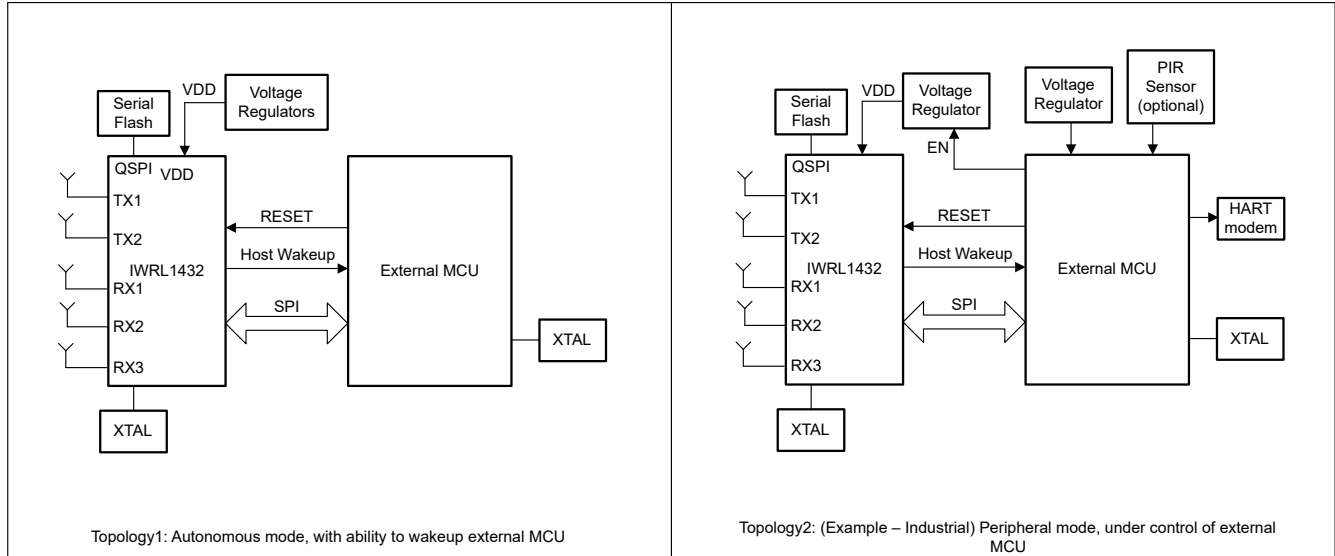 VDD
Voltage
Regulators
Serial
Flash
QSPI
VDD
TX1
TX2
IWRL1432
RX1
RX2
RX3
RESET
Host Wakeup
SPI
External MCU
XTAL
XTAL
Topology1: Autonomous mode, with ability to wakeup external MCU
VDD
Voltage
Regulator
Serial
Flash
Voltage
Regulator
PIR
Sensor
(optional)
EN
QSPI
TX1
TX2
IWRL1432
RX1
RX2
RX3
RESET
Host Wakeup
SPI
External MCU
HART
modem
XTAL
XTAL
Topology2: (Example – Industrial) Peripheral mode, under control of external
MCU